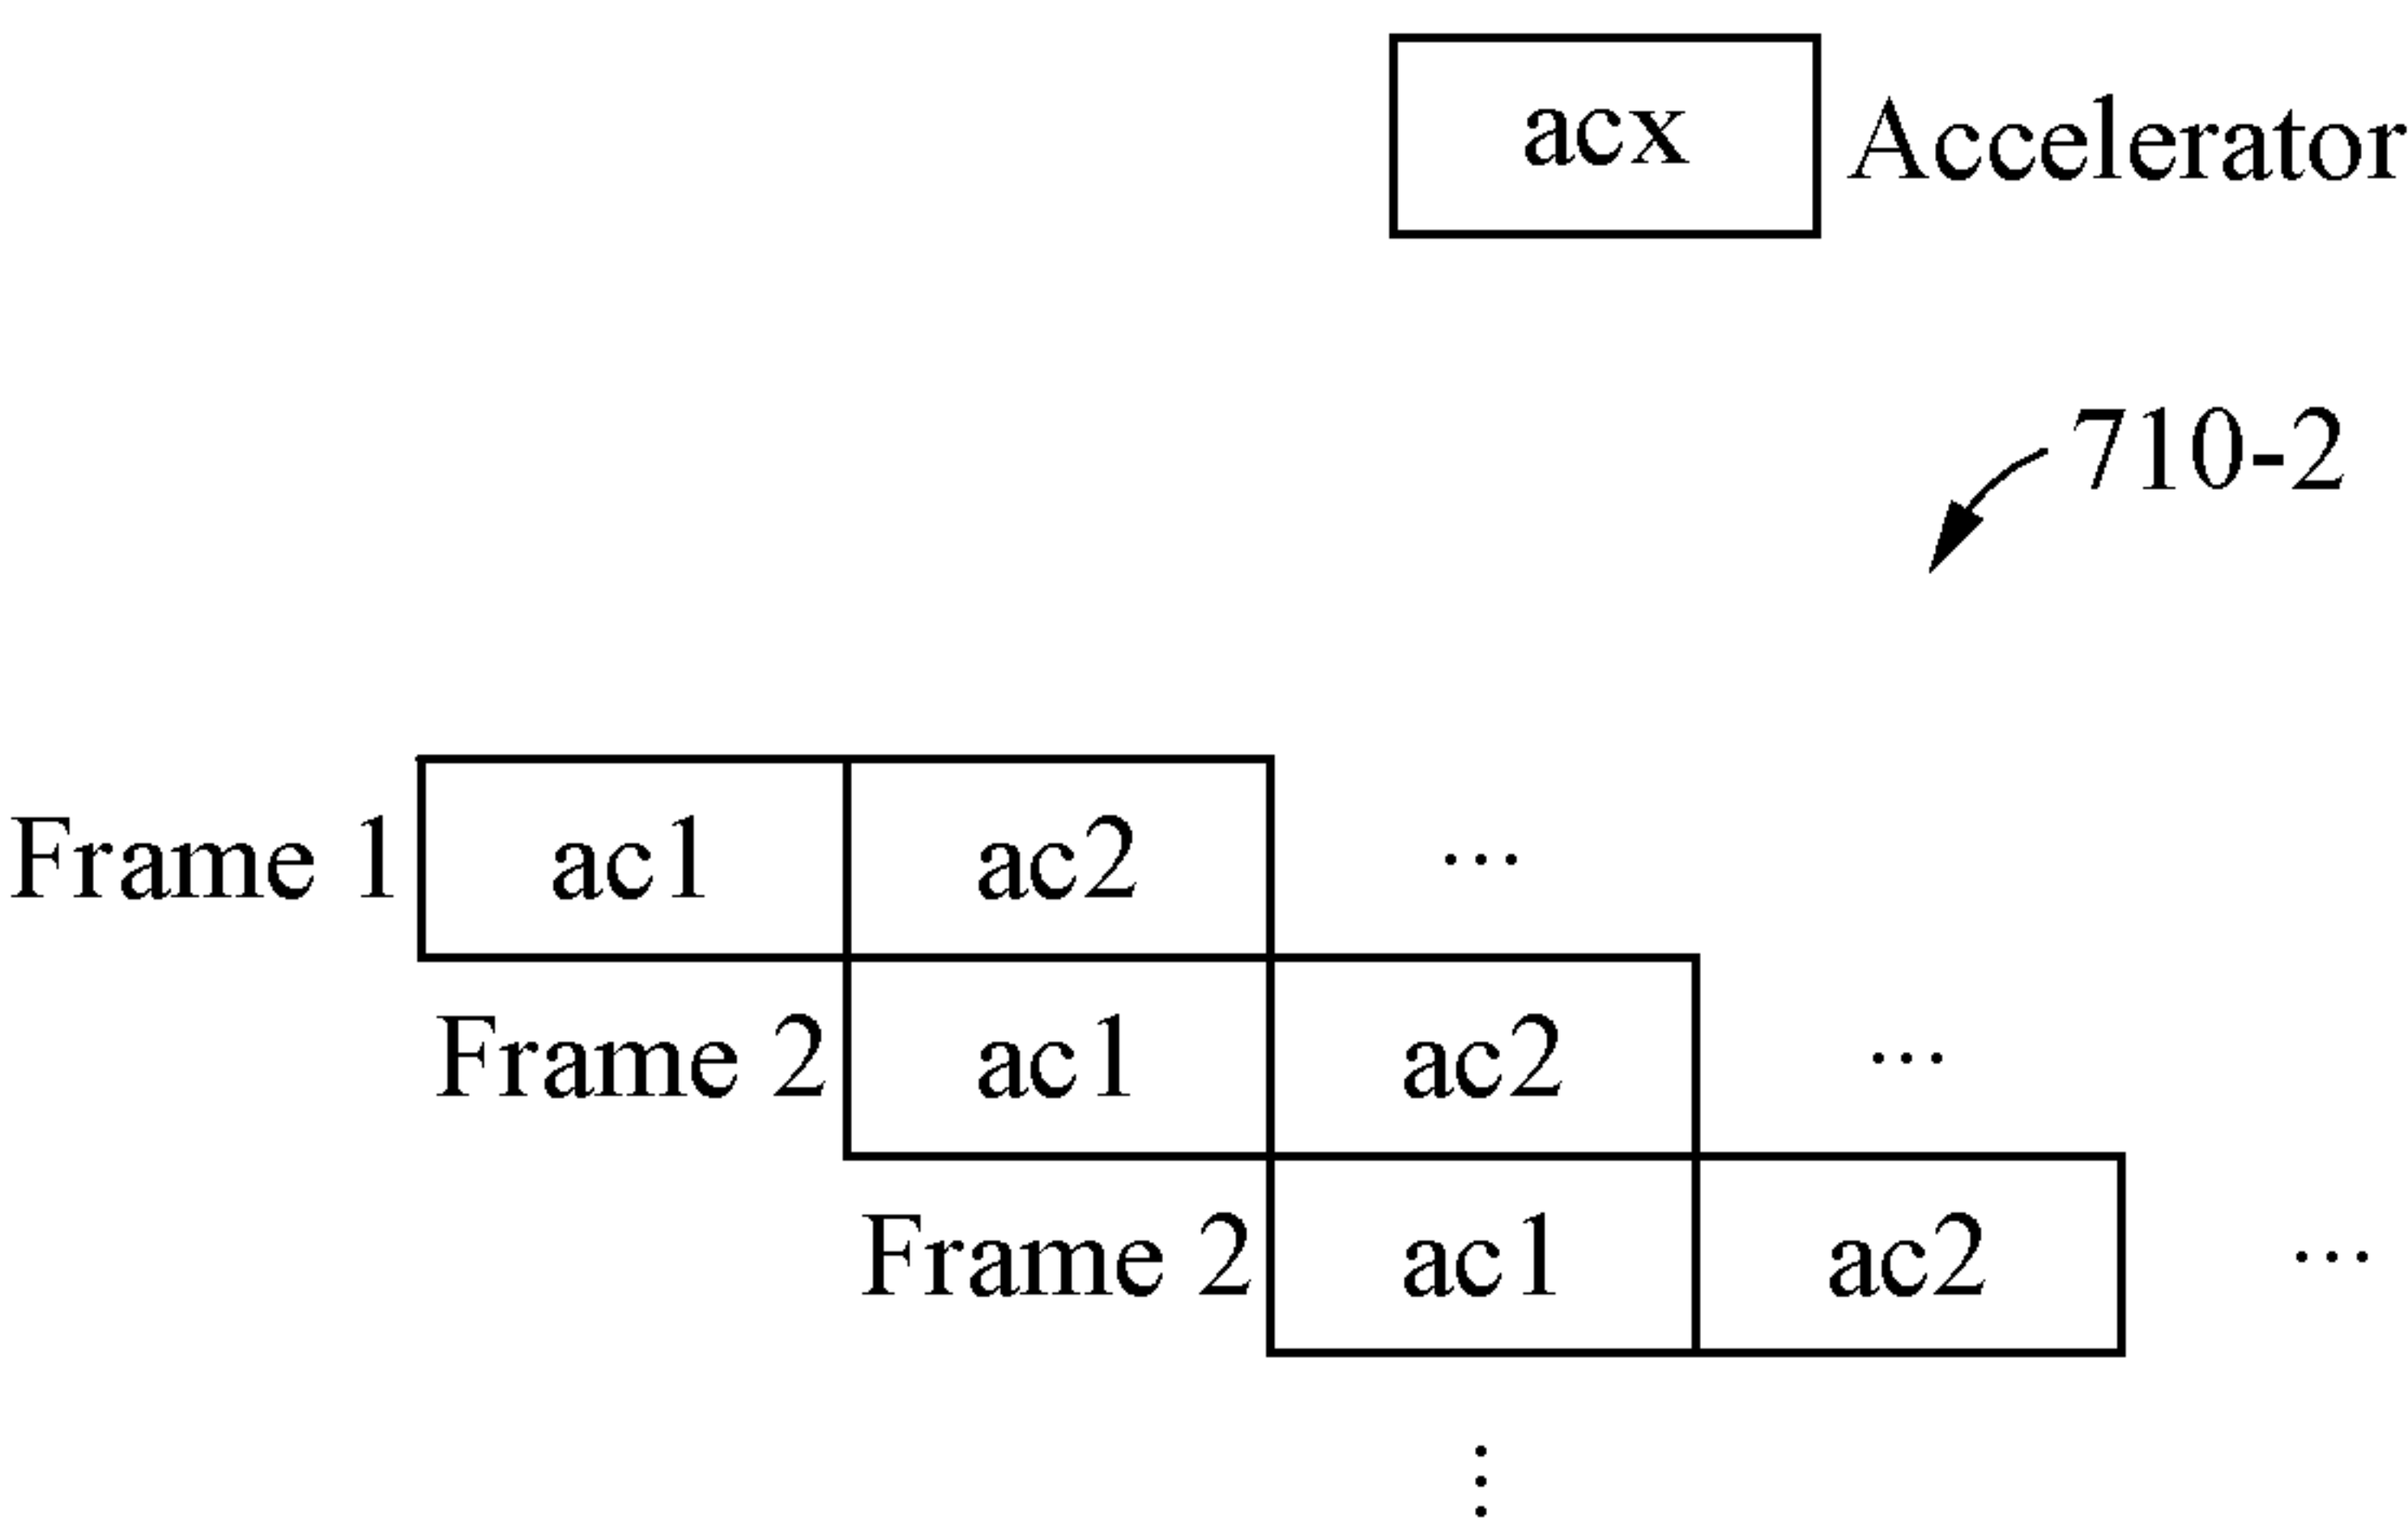 acx Accelerator
710-2
Frame 1 ac1 ac2 ...
Frame 2 ac1 ac2 ...
Frame 2 ac1 ac2 ...
⋮